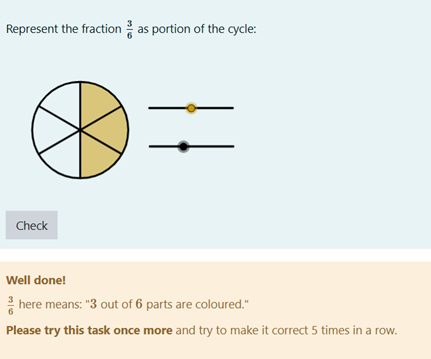 Represent the fraction 3/6 as portion of the cycle:
Check
Well done!
3/6 here means: "3 out of 6 parts are coloured."
Please try this task once more and try to make it correct 5 times in a row.